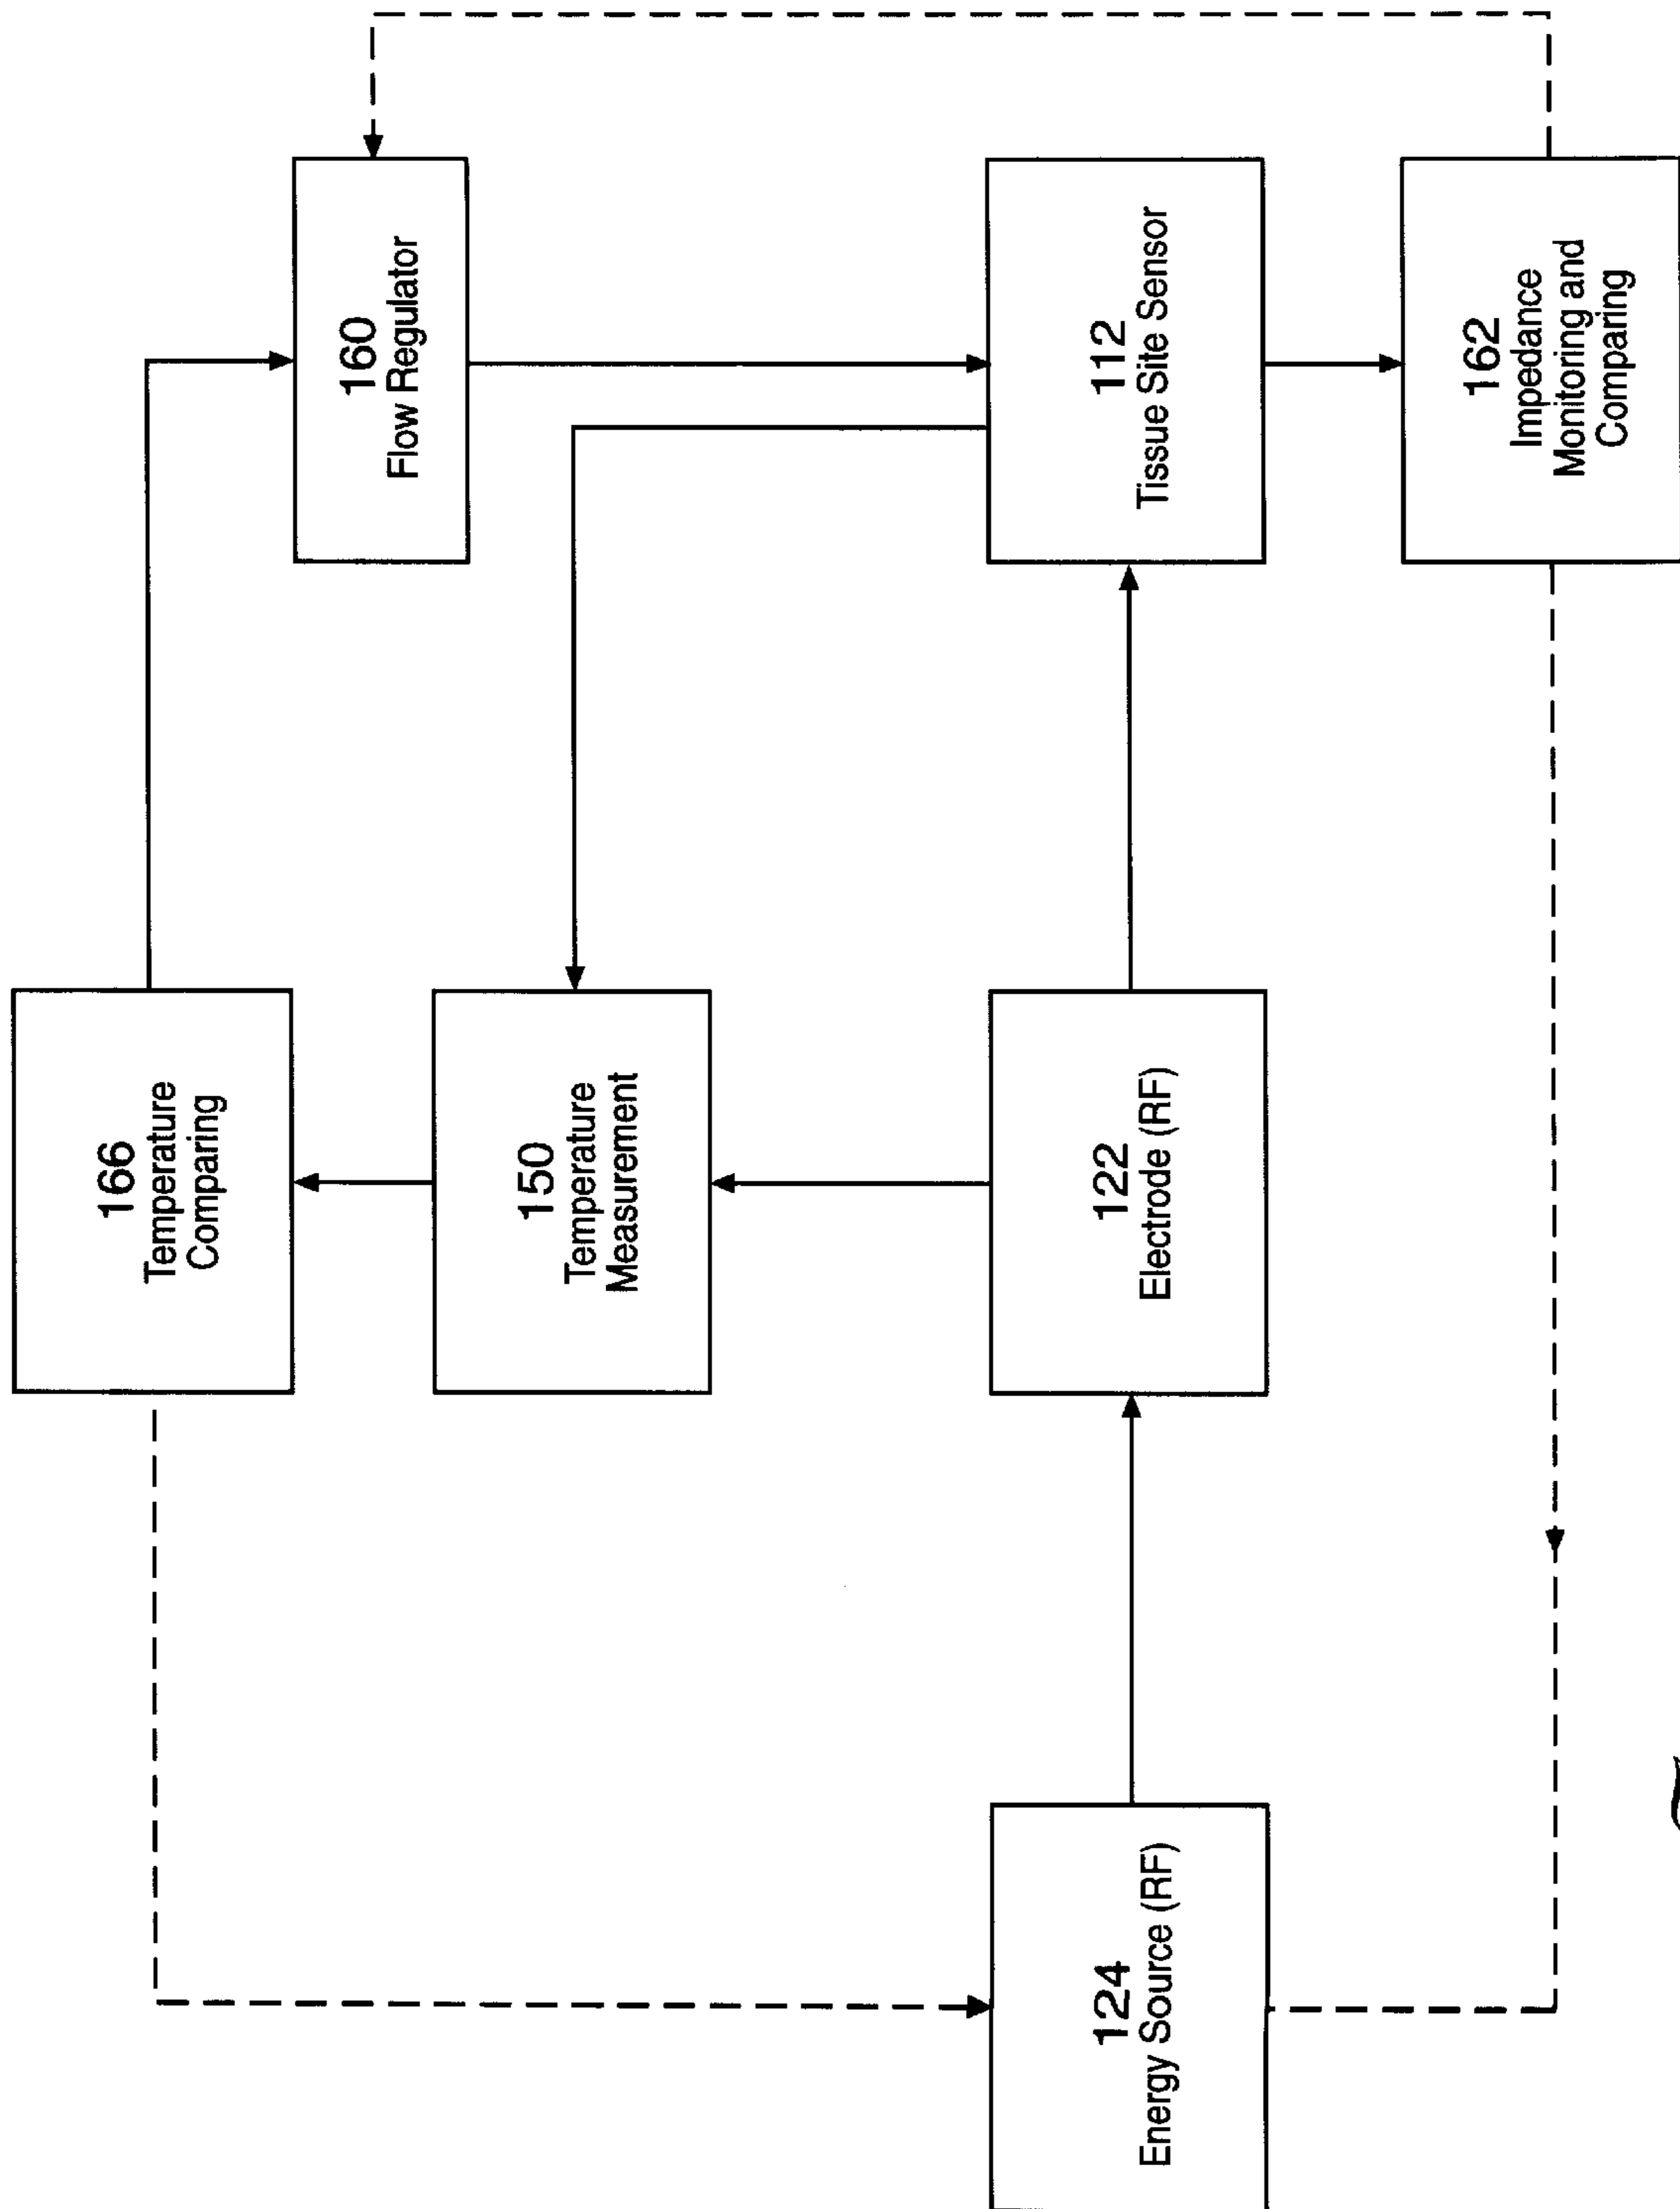 166
Temperature
Comparing
160
Flow Regulator
150
Temperature
Measurement
124
Energy Source (RF)
122
Electrode (RF)
112
Tissue Site Sensor
162
Impedance
Monitoring and
Comparing